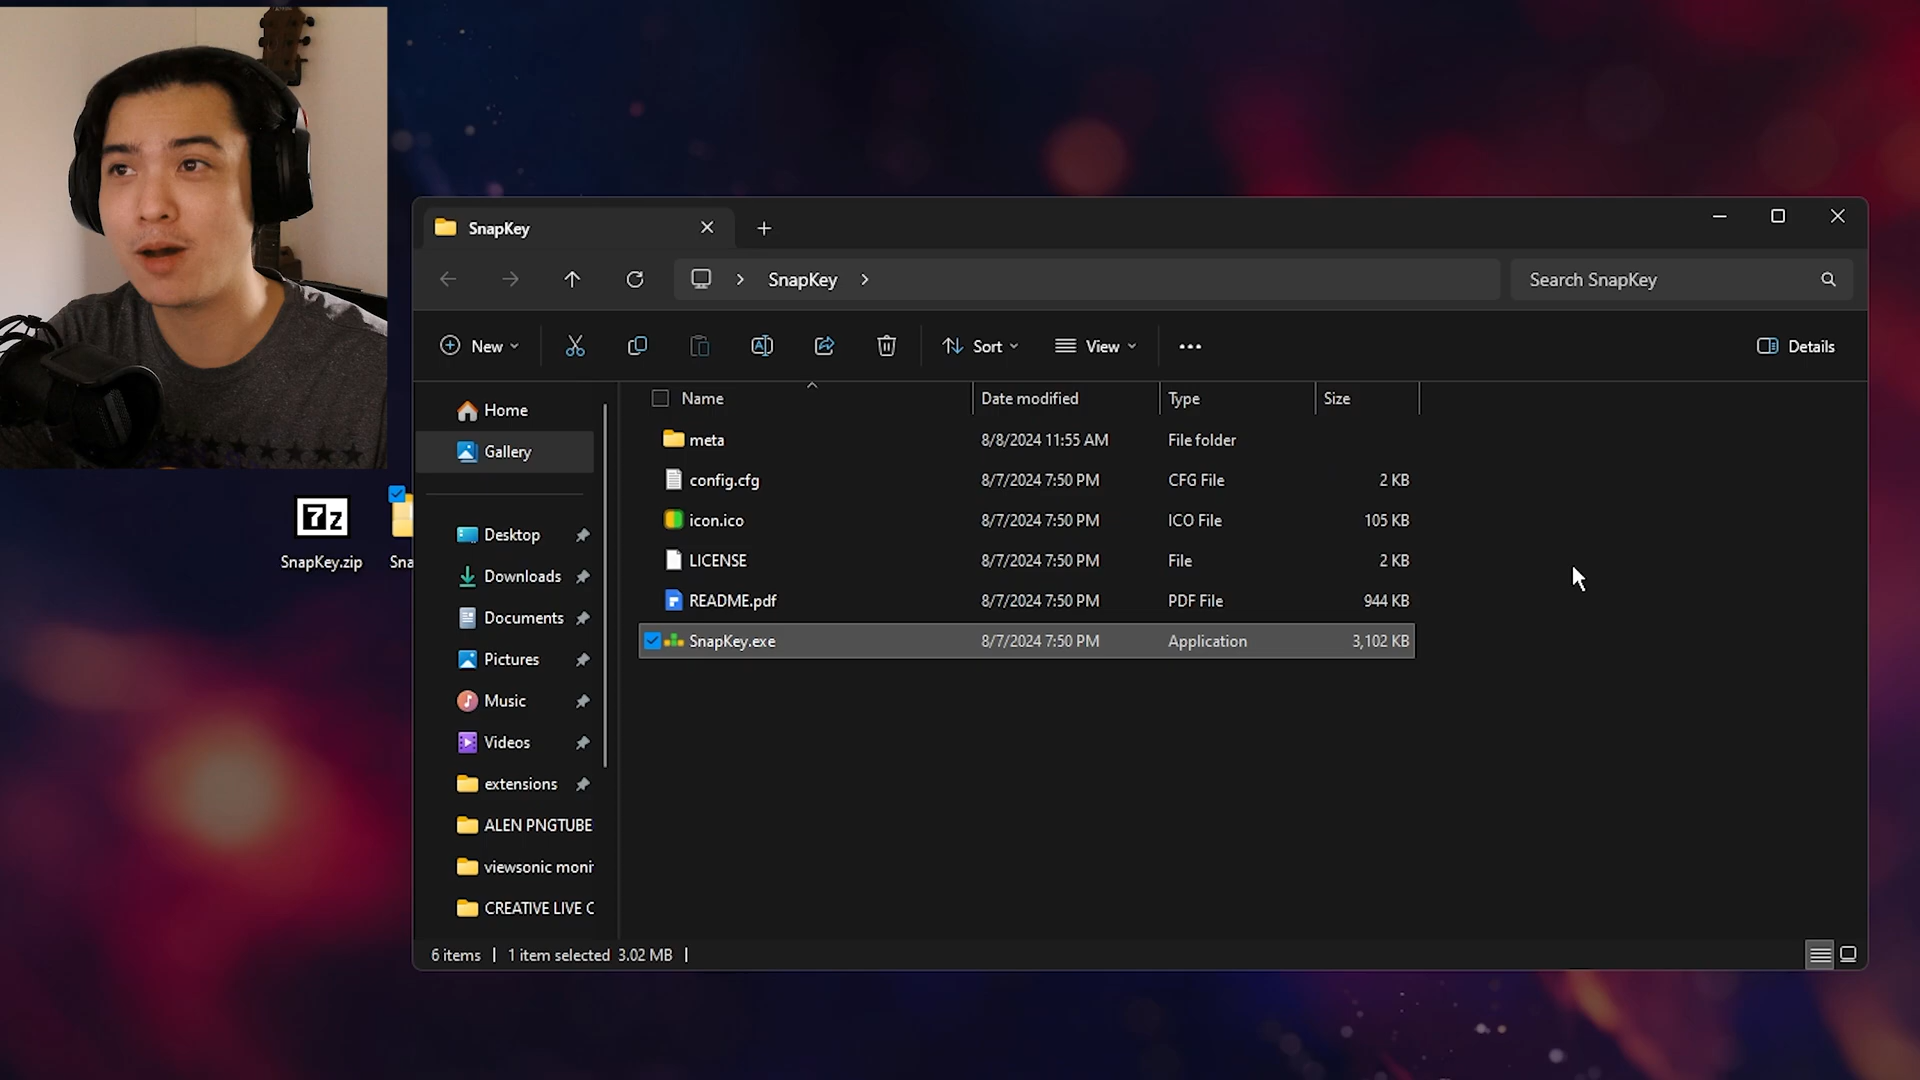 SnapKey
SnapKey
Search SnapKey
New
Sort
View
Details
Name
Date modified
Type
Size
Home
Gallery
Desktop
Downloads
Documents
Pictures
Music
Videos
extensions
ALEN PNGTUBE
viewsonic moni
CREATIVE LIVE C
meta 8/8/2024 11:55 AM File folder
config.cfg 8/7/2024 7:50 PM CFG File 2 KB
icon.ico 8/7/2024 7:50 PM ICO File 105 KB
LICENSE 8/7/2024 7:50 PM File 2 KB
README.pdf 8/7/2024 7:50 PM PDF File 944 KB
SnapKey.exe 8/7/2024 7:50 PM Application 3,102 KB
7z
SnapKey.zip
Sna
6 items | 1 item selected 3.02 MB |